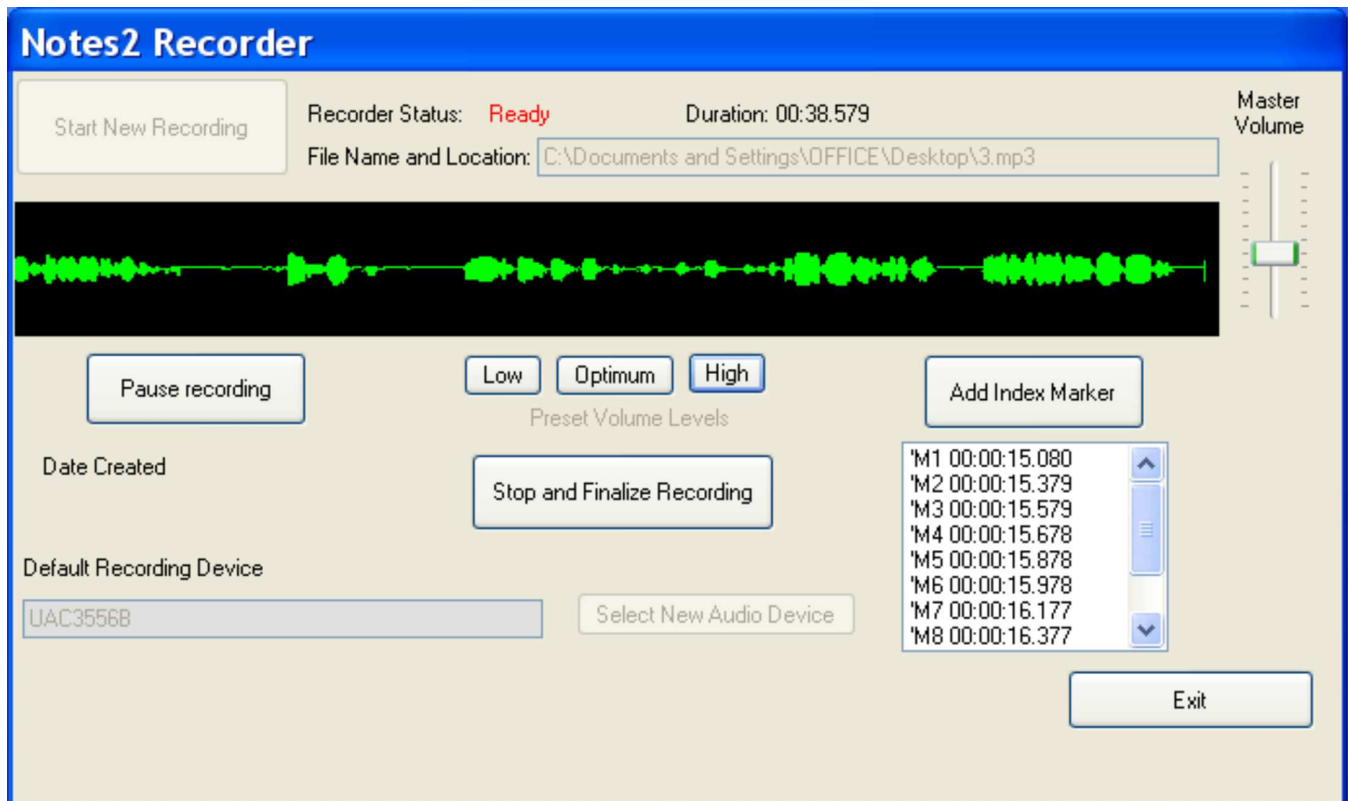 Notes2 Recorder
Start New Recording
Recorder Status: Ready
Duration: 00:38.579
File Name and Location: C:\Documents and Settings\OFFICE\Desktop\3.mp3
Master
Volume
Pause recording
Low
Optimum
High
Preset Volume Levels
Add Index Marker
Date Created
Stop and Finalize Recording
'M1 00:00:15.080
'M2 00:00:15.379
'M3 00:00:15.579
'M4 00:00:15.678
'M5 00:00:15.878
'M6 00:00:15.978
'M7 00:00:16.177
'M8 00:00:16.377
Default Recording Device
UAC3556B
Select New Audio Device
Exit